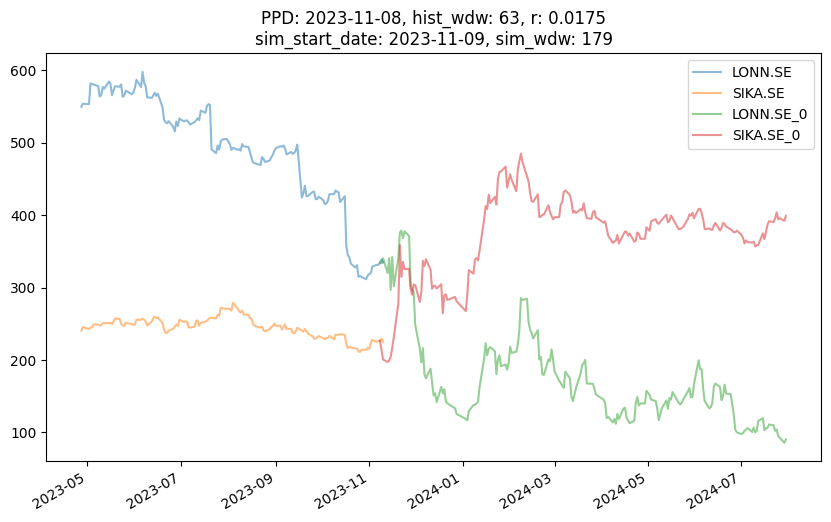 PPD: 2023-11-08, hist_wdw: 63, r: 0.0175
sim_start_date: 2023-11-09, sim_wdw: 179
LONN.SE
SIKA.SE
LONN.SE_0
SIKA.SE_0
600
500
400
300
200
100
2023-05
2023-07
2023-09
2023-11
2024-01
2024-03
2024-05
2024-07